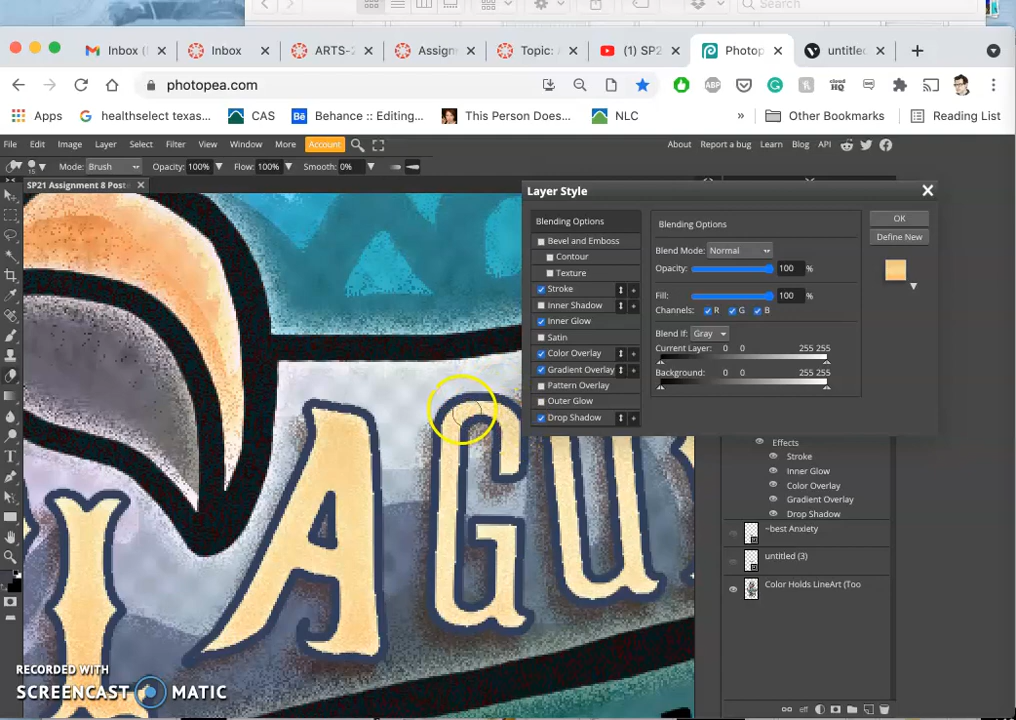 Search
Inbox (
Inbox
ARTS-
Assignm
Topic: A
(1) SP2
Photop
untitled
photopea.com
Apps
healthselect texas...
CAS
Behance :: Editing...
This Person Does...
NLC
»
Other Bookmarks
Reading List
File Edit Image Layer Select Filter View Window More Account
About Report a bug Learn Blog API
15
Mode: Brush Opacity: 100% Flow: 100% Smooth: 0%
SP21 Assignment 8 Post
Layer Style
Blending Options
Bevel and Emboss
Contour
Texture
Stroke
Inner Shadow
Inner Glow
Satin
Color Overlay
Gradient Overlay
Pattern Overlay
Outer Glow
Drop Shadow
Blending Options
Blend Mode: Normal
Opacity: 100 %
Fill: 100 %
Channels: R G B
Blend If: Gray
Current Layer: 0 0 255 255
Background: 0 0 255 255
OK
Define New
Effects
Stroke
Inner Glow
Color Overlay
Gradient Overlay
Drop Shadow
~best Anxiety
untitled (3)
Color Holds LineArt (Too
I AGU
RECORDED WITH
SCREENCAST MATIC